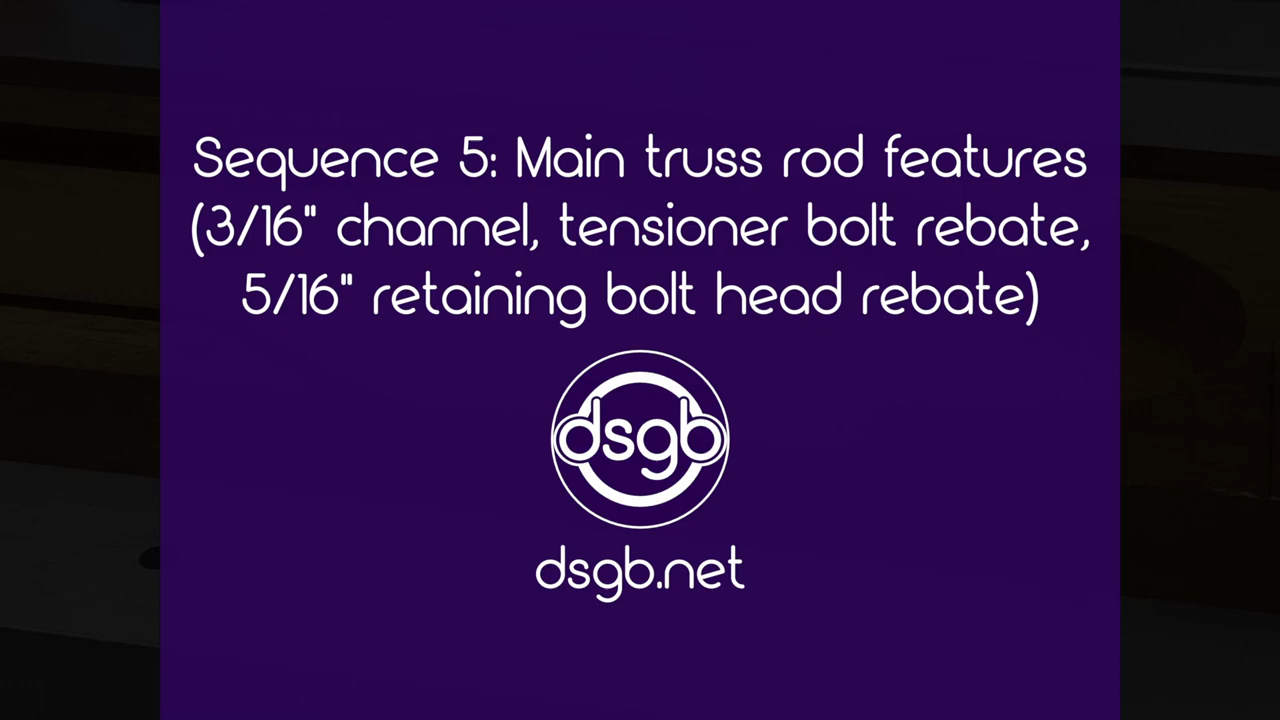 Sequence 5: Main truss rod features
(3/16" channel, tensioner bolt rebate,
5/16" retaining bolt head rebate)
dsgb
dsgb.net